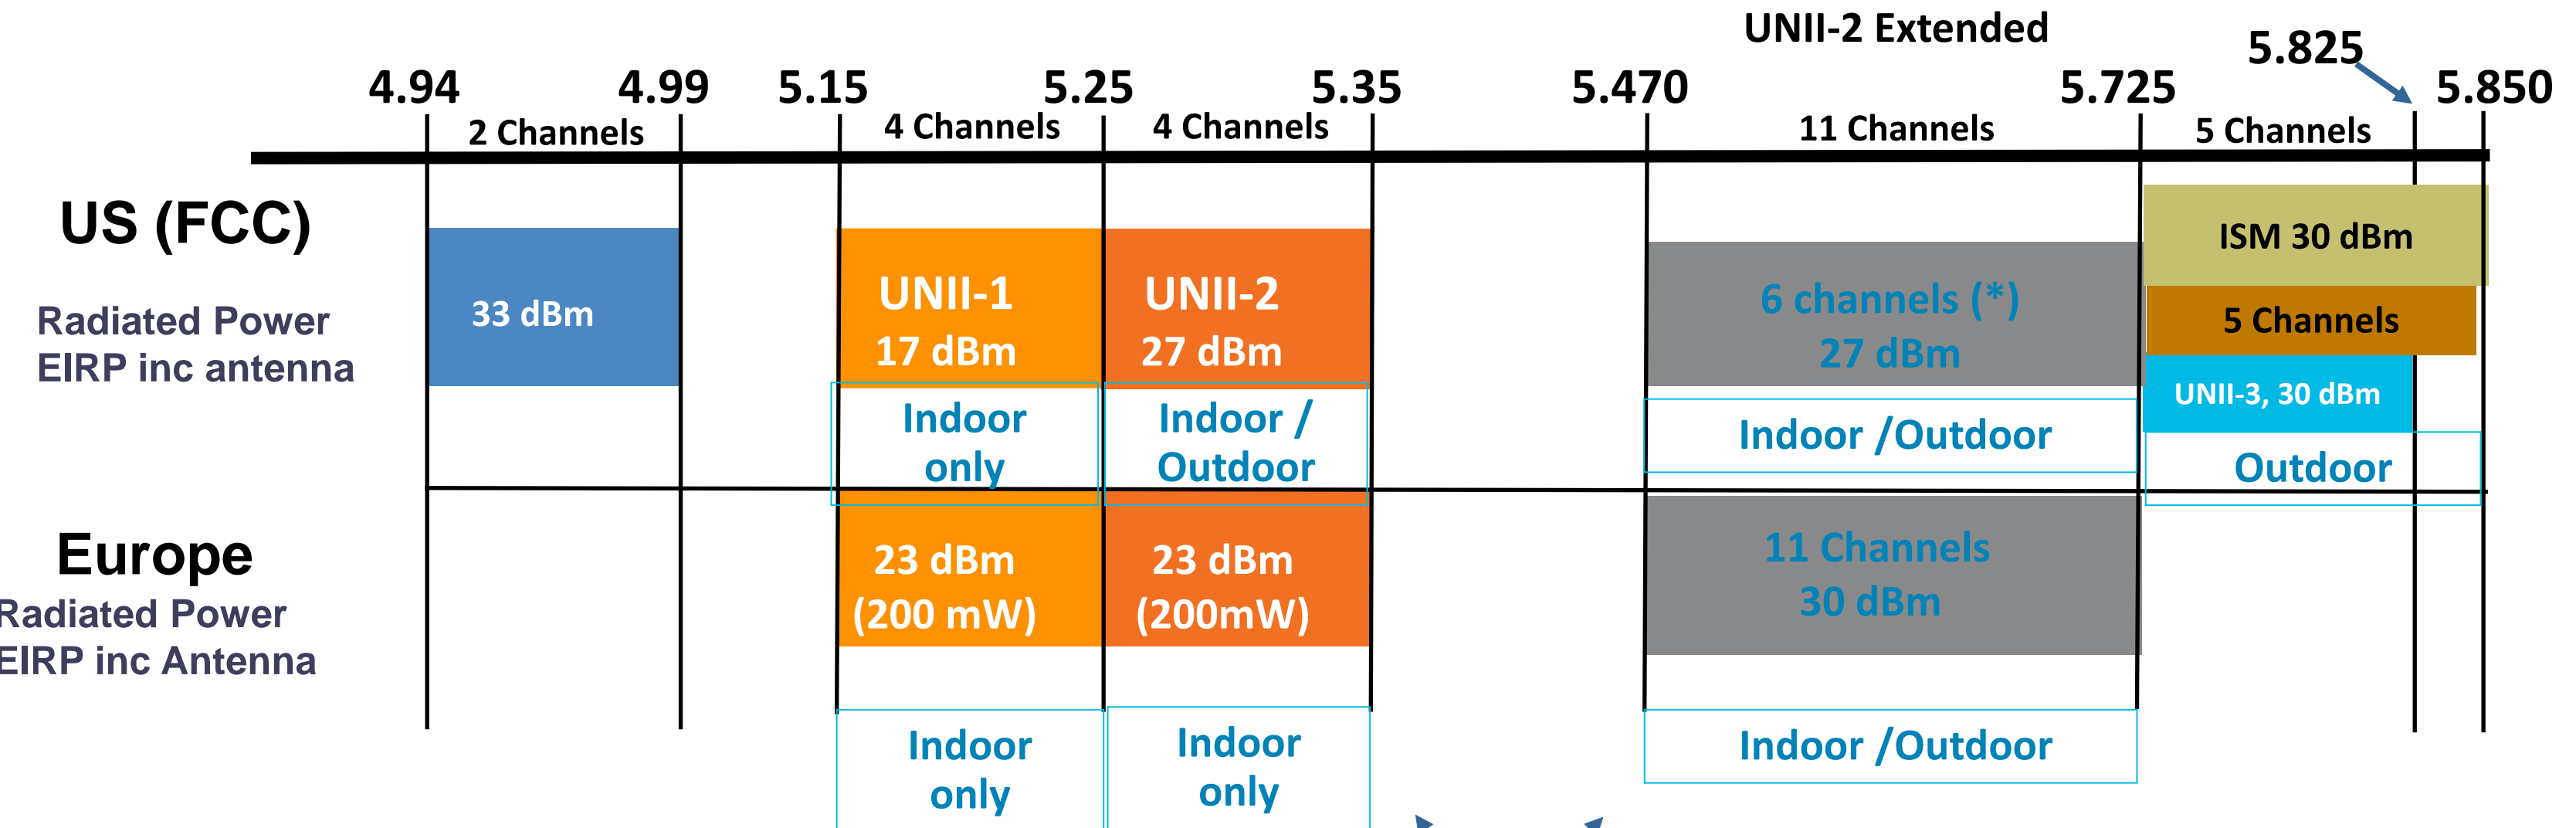 UNII-2 Extended
5.825
4.94
4.99
5.15
5.25
5.35
5.470
5.725
5.850
2 Channels
4 Channels
4 Channels
11 Channels
5 Channels
US (FCC)
Radiated Power
EIRP inc antenna
33 dBm
UNII-1
17 dBm
Indoor
only
UNII-2
27 dBm
Indoor /
Outdoor
6 channels (*)
27 dBm
Indoor /Outdoor
ISM 30 dBm
5 Channels
UNII-3, 30 dBm
Outdoor
Europe
Radiated Power
EIRP inc Antenna
23 dBm
(200 mW)
Indoor
only
23 dBm
(200mW)
Indoor
only
11 Channels
30 dBm
Indoor /Outdoor